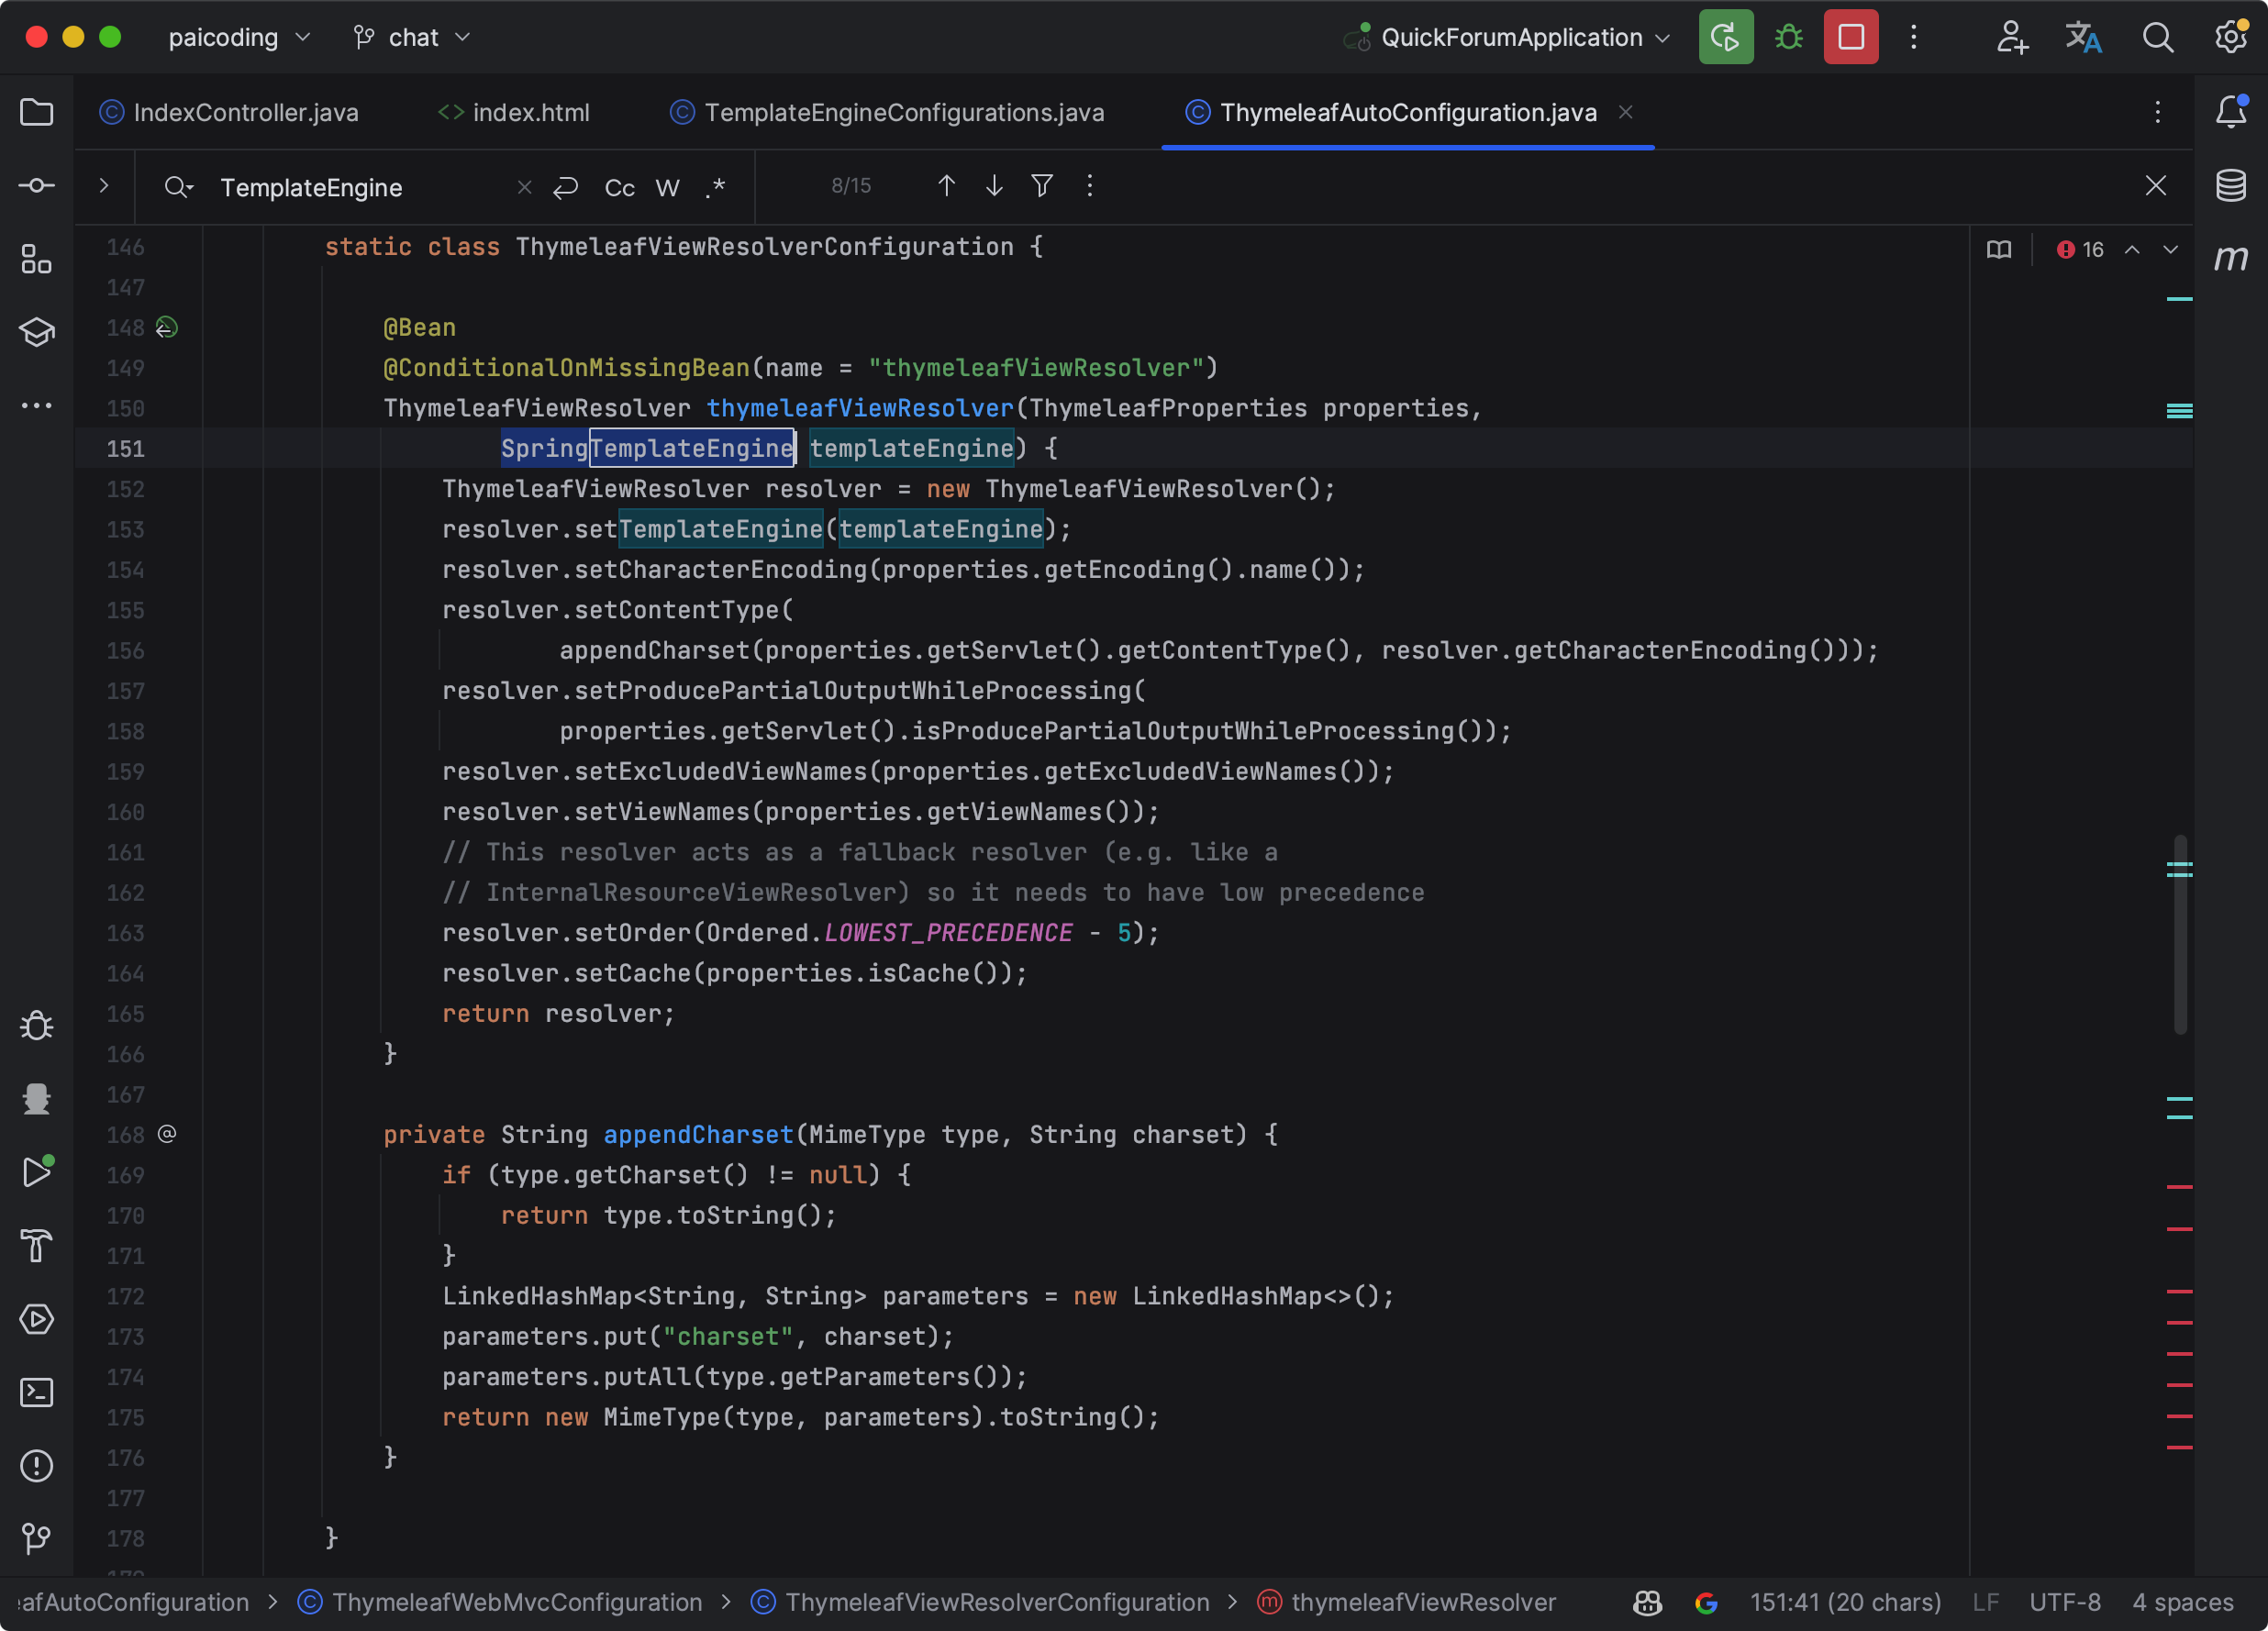 paicoding chat QuickForumApplication
IndexController.java index.html TemplateEngineConfigurations.java ThymeleafAutoConfiguration.java
TemplateEngine Cc W .* 8/15
16
146 static class ThymeleafViewResolverConfiguration {
147
148 @Bean
149 @ConditionalOnMissingBean(name = "thymeleafViewResolver")
150 ThymeleafViewResolver thymeleafViewResolver(ThymeleafProperties properties,
151 SpringTemplateEngine templateEngine) {
152 ThymeleafViewResolver resolver = new ThymeleafViewResolver();
153 resolver.setTemplateEngine(templateEngine);
154 resolver.setCharacterEncoding(properties.getEncoding().name());
155 resolver.setContentType(
156 appendCharset(properties.getServlet().getContentType(), resolver.getCharacterEncoding()));
157 resolver.setProducePartialOutputWhileProcessing(
158 properties.getServlet().isProducePartialOutputWhileProcessing());
159 resolver.setExcludedViewNames(properties.getExcludedViewNames());
160 resolver.setViewNames(properties.getViewNames());
161 // This resolver acts as a fallback resolver (e.g. like a
162 // InternalResourceViewResolver) so it needs to have low precedence
163 resolver.setOrder(Ordered.LOWEST_PRECEDENCE - 5);
164 resolver.setCache(properties.isCache());
165 return resolver;
166 }
167
168 @ private String appendCharset(MimeType type, String charset) {
169 if (type.getCharset() != null) {
170 return type.toString();
171 }
172 LinkedHashMap<String, String> parameters = new LinkedHashMap<>();
173 parameters.put("charset", charset);
174 parameters.putAll(type.getParameters());
175 return new MimeType(type, parameters).toString();
176 }
177
178 }
eafAutoConfiguration > ThymeleafWebMvcConfiguration > ThymeleafViewResolverConfiguration > thymeleafViewResolver 151:41 (20 chars) LF UTF-8 4 spaces